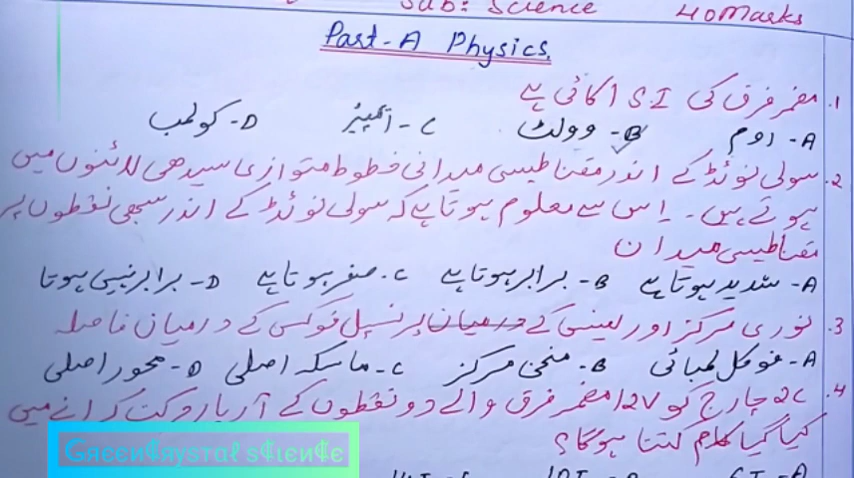 Sub: Science 40 Marks
Part-A Physics.
1. مضمر فرق کی S.I اکائی ہے
A- اوم B- وولٹ C- ایمپیئر D- کولمب
2. سولی نوئڈ کے اندر مقناطیسی میدانی خطوط متوازی سیدھی لائنوں میں
ہوتے ہیں۔ اس سے معلوم ہوتا ہے کہ سولی نوئڈ کے اندر سبھی نقطوں پر
مقناطیسی میدان
A- شدید ہوتا ہے B- برابر ہوتا ہے C. صفر ہوتا ہے D- برابر نہیں ہوتا
3. نوری مرکز اور لینس کے درمیان پرنسپل فوکس کے درمیان فاصلہ
A- فوکل لمبائی B- منحنی مرکز C- ماسکہ اصلی D- محور اصلی
4. 2C چارج کو 12V مضمر فرق والے دو نقطوں کے آر پار حرکت کرانے میں
کیا گیا کام کتنا ہوگا؟
GʀєєɴȻʀʏѕтαℓ ѕȻιєɴȻє